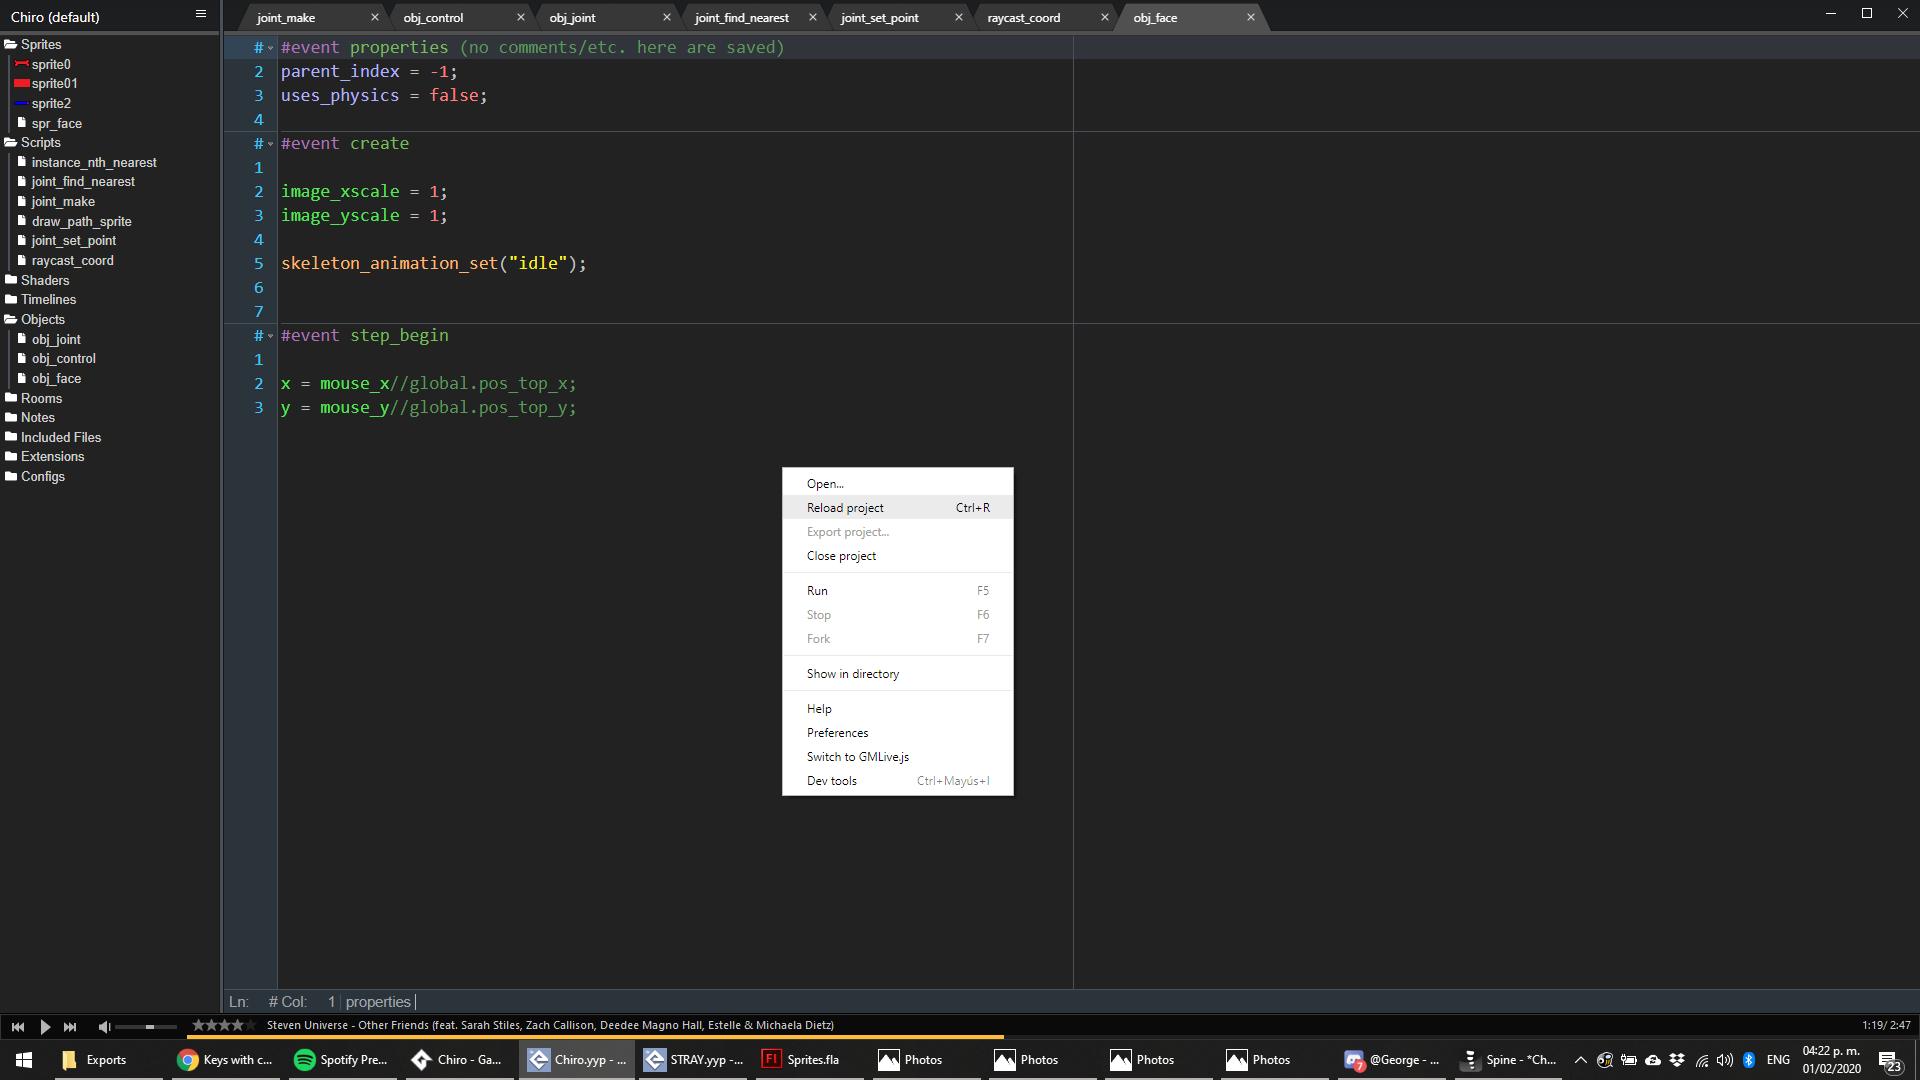 Chiro (default)
joint_make
obj_control
obj_joint
joint_find_nearest
joint_set_point
raycast_coord
obj_face
Sprites
sprite0
sprite01
sprite2
spr_face
Scripts
instance_nth_nearest
joint_find_nearest
joint_make
draw_path_sprite
joint_set_point
raycast_coord
Shaders
Timelines
Objects
obj_joint
obj_control
obj_face
Rooms
Notes
Included Files
Extensions
Configs
# #event properties (no comments/etc. here are saved)
2 parent_index = -1;
3 uses_physics = false;
4
# #event create
1
2 image_xscale = 1;
3 image_yscale = 1;
4
5 skeleton_animation_set("idle");
6
7
# #event step_begin
1
2 x = mouse_x//global.pos_top_x;
3 y = mouse_y//global.pos_top_y;
Open...
Reload project Ctrl+R
Export project...
Close project
Run F5
Stop F6
Fork F7
Show in directory
Help
Preferences
Switch to GMLive.js
Dev tools Ctrl+Mayús+I
Ln: # Col: 1 properties
Steven Universe - Other Friends (feat. Sarah Stiles, Zach Callison, Deedee Magno Hall, Estelle & Michaela Dietz)
1:19/ 2:47
Exports
Keys with c...
Spotify Pre...
Chiro - Ga...
Chiro.yyp - ...
STRAY.yyp -...
Fl
Sprites.fla
Photos
Photos
Photos
Photos
7
@George - ...
Spine - *Ch...
ENG
04:22 p. m.
01/02/2020
23